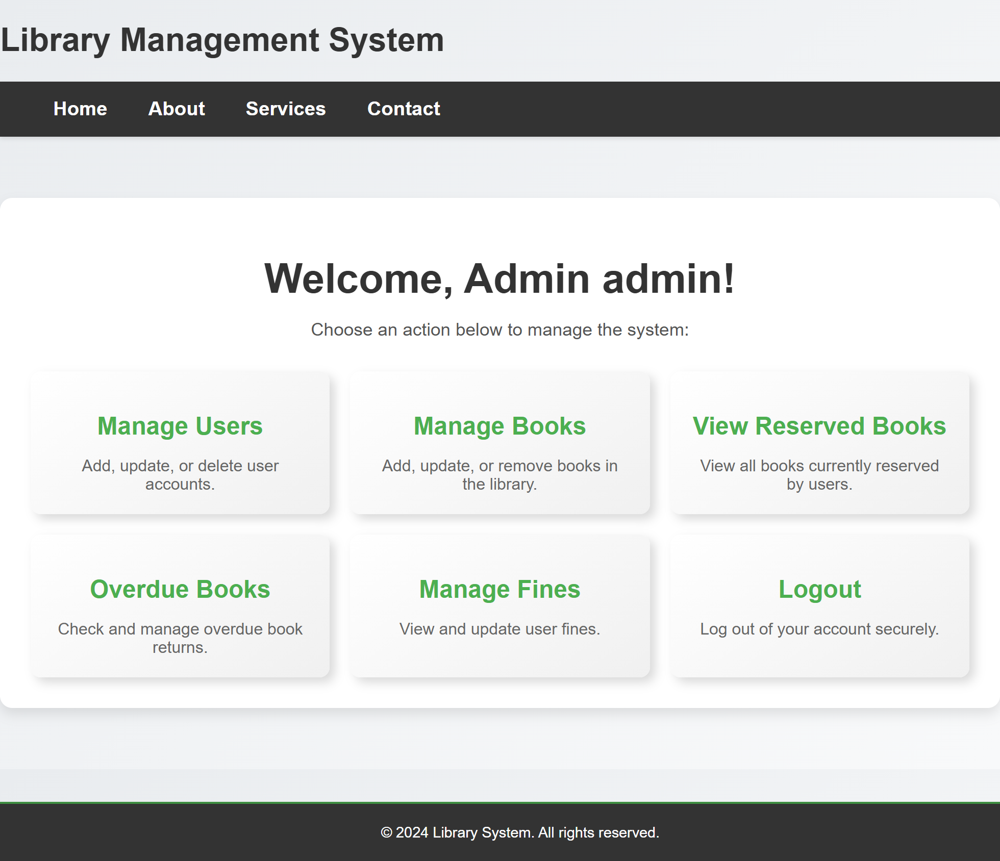 Library Management System
Home About Services Contact
Welcome, Admin admin!
Choose an action below to manage the system:
Manage Users
Add, update, or delete user
accounts.
Manage Books
Add, update, or remove books in
the library.
View Reserved Books
View all books currently reserved
by users.
Overdue Books
Check and manage overdue book
returns.
Manage Fines
View and update user fines.
Logout
Log out of your account securely.
© 2024 Library System. All rights reserved.